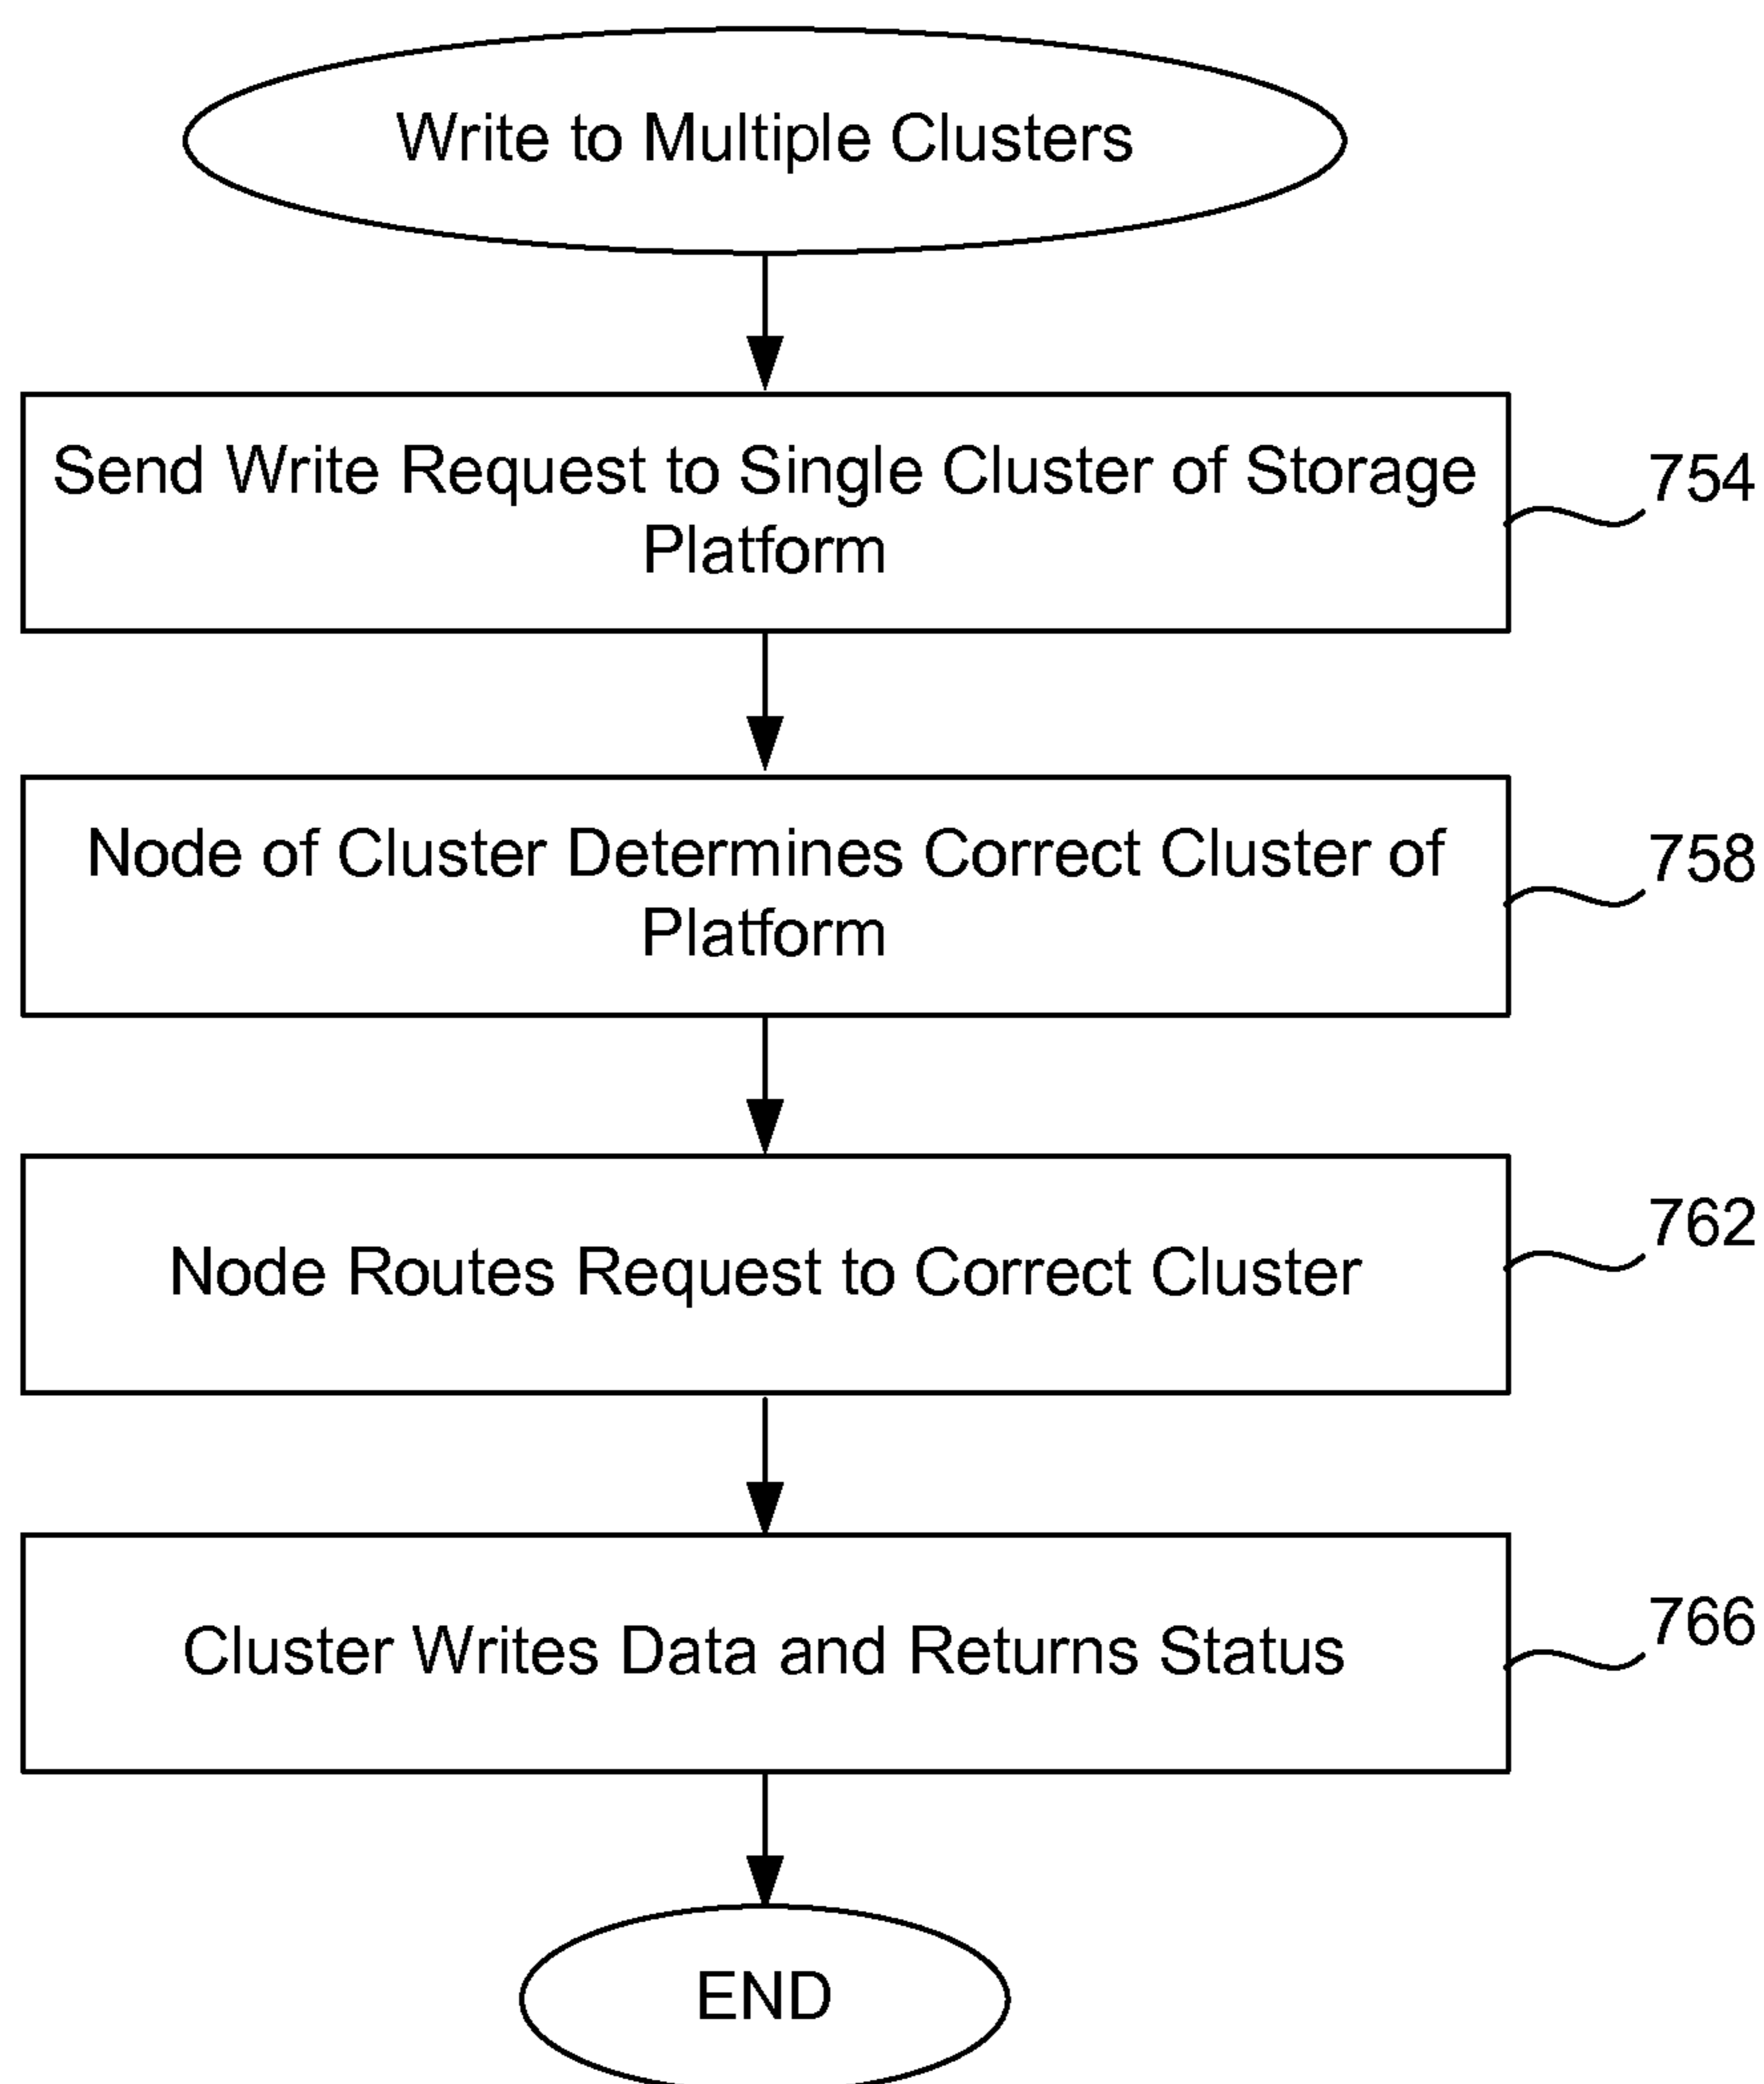 Write to Multiple Clusters
Send Write Request to Single Cluster of Storage
Platform
754
Node of Cluster Determines Correct Cluster of
Platform
758
Node Routes Request to Correct Cluster
762
Cluster Writes Data and Returns Status
766
END